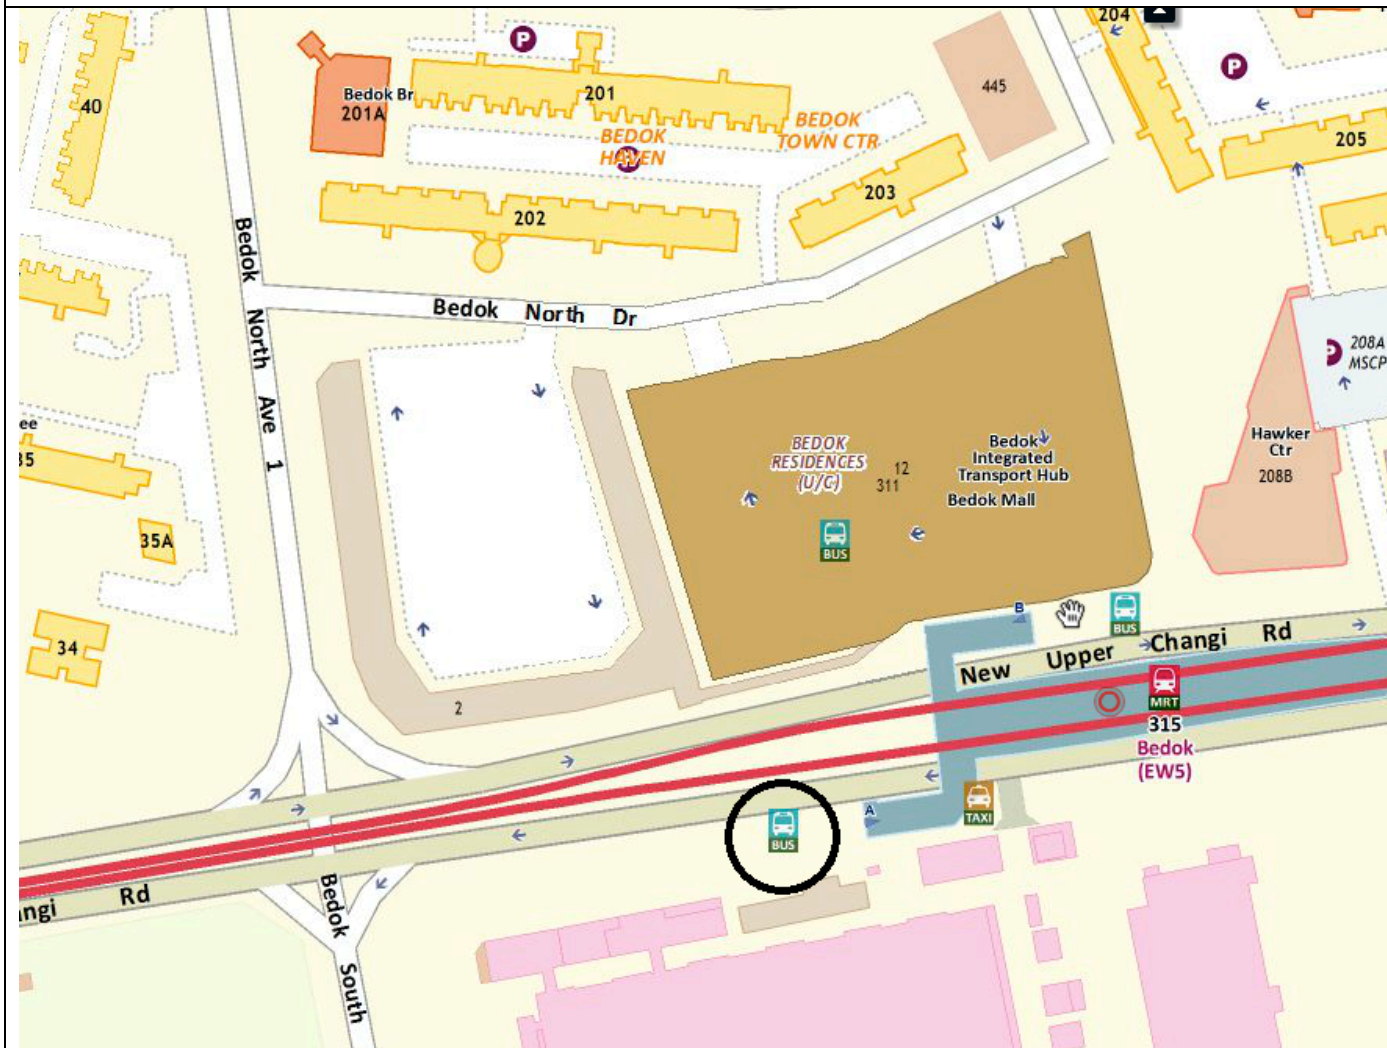 204
P
P
40
Bedok Br
201A
201
445
BEDOK
HAVEN
BEDOK
TOWN CTR
205
202
203
Bedok North Ave 1
Bedok North Dr
208A
MSCP
P
ee
35
BEDOK
RESIDENCES
(U/C)
12
311
Bedok
Integrated
Transport Hub
Bedok Mall
Hawker
Ctr
208B
35A
BUS
34
B
BUS
New Upper Changi Rd
2
MRT
315
Bedok
(EW5)
TAXI
A
BUS
angi Rd
Bedok South